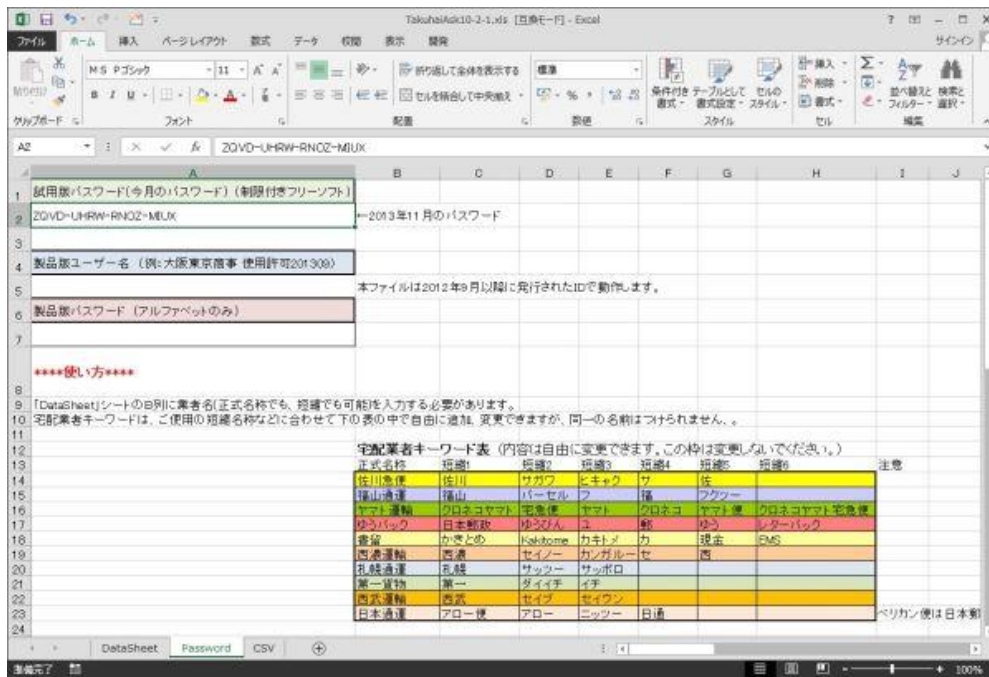 TakuhaiAsk10-2-1.xls [互換モード] - Excel
ファイル ホーム 挿入 ページレイアウト 数式 データ 校閲 表示 開発 サインイン
MS Pゴシック 11 折り返して全体を表示する 標準
B I U セルを結合して中央揃え % 条件付き書式 テーブルとして書式設定 セルのスタイル 挿入 削除 書式 並べ替えとフィルター 検索と選択
クリップボード フォント 配置 数値 スタイル セル 編集
A2 fx ZQVD-UHRW-RNOZ-MIUX
A B C D E F G H I J
1 試用版パスワード(今月のパスワード)(制限付きフリーソフト)
2 ZQVD-UHRW-RNOZ-MIUX ←2013年11月のパスワード
3
4 製品版ユーザー名 (例:大阪東京商事 使用許可201309)
5 本ファイルは2012年9月以降に発行されたIDで動作します。
6 製品版パスワード (アルファベットのみ)
7
8 ****使い方****
9 「DataSheet」シートのB列に業者名(正式名称でも、短縮でも可能)を入力する必要があります。
10 宅配業者キーワードは、ご使用の短縮名称などに合わせて下の表の中で自由に追加、変更できますが、同一の名前はつけられません、。
11
12 宅配業者キーワード表 (内容は自由に変更できます。この枠は変更しないでください。)
13 正式名称 短縮1 短縮2 短縮3 短縮4 短縮5 短縮6 注意
14 佐川急便 佐川 サガワ ヒキャク サ 佐
15 福山通運 福山 パーセル フ 福 フクツー
16 ヤマト運輸 クロネコヤマト 宅急便 ヤマト クロネコ ヤマト便 クロネコヤマト宅急便
17 ゆうパック 日本郵政 ゆうびん ユ 郵 ゆう レターパック
18 書留 かきとめ Kakitome カキトメ カ 現金 EMS
19 西濃運輸 西濃 セイノー カンガルー セ 西
20 札幌通運 札幌 サッツー サッポロ
21 第一貨物 第一 ダイイチ イチ
22 西武運輸 西武 セイブ セイウン
23 日本通運 アロー便 アロー ニッツー 日通 ペリカン便は日本郵
24
DataSheet Password CSV
準備完了 100%